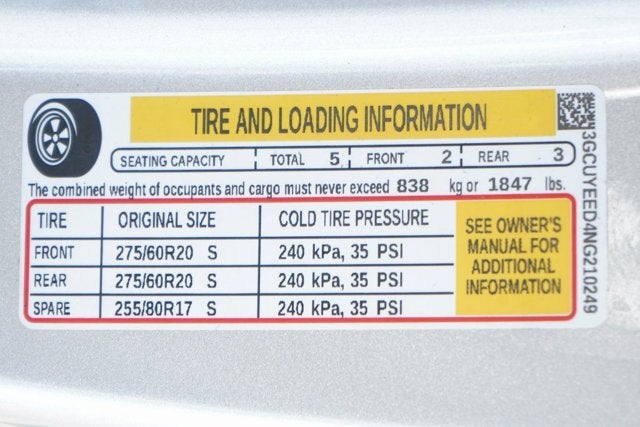 TIRE AND LOADING INFORMATION
SEATING CAPACITY TOTAL 5 FRONT 2 REAR 3
The combined weight of occupants and cargo must never exceed 838 kg or 1847 lbs.
TIRE ORIGINAL SIZE COLD TIRE PRESSURE
FRONT 275/60R20 S 240 kPa, 35 PSI
REAR 275/60R20 S 240 kPa, 35 PSI
SPARE 255/80R17 S 240 kPa, 35 PSI
SEE OWNER'S
MANUAL FOR
ADDITIONAL
INFORMATION
3GCUYEED4NG210249